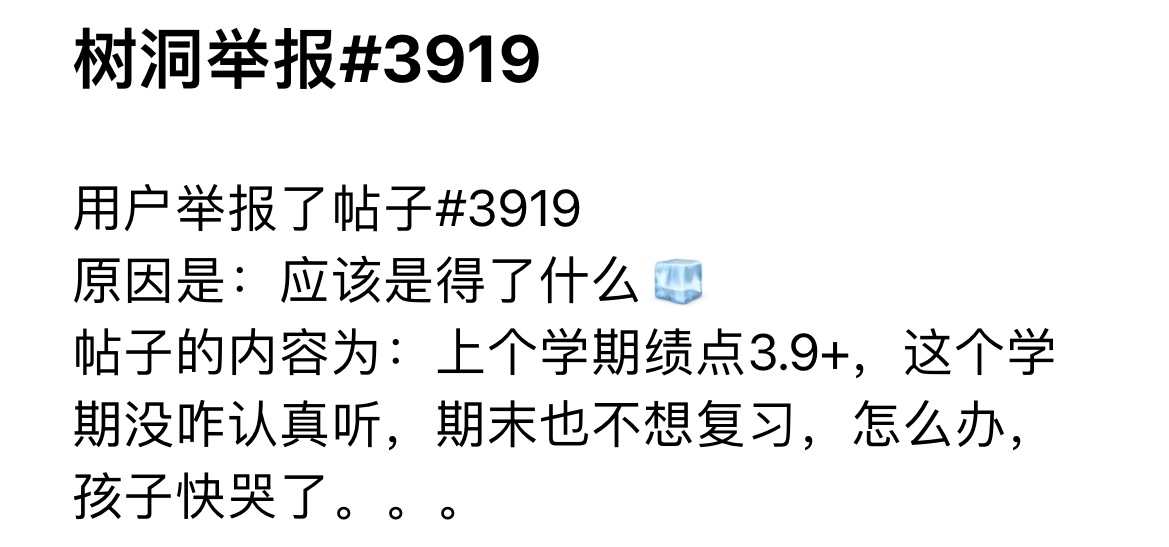 树洞举报#3919
用户举报了帖子#3919
原因是：应该是得了什么🧊
帖子的内容为：上个学期绩点3.9+，这个学
期没咋认真听，期末也不想复习，怎么办，
孩子快哭了。。。